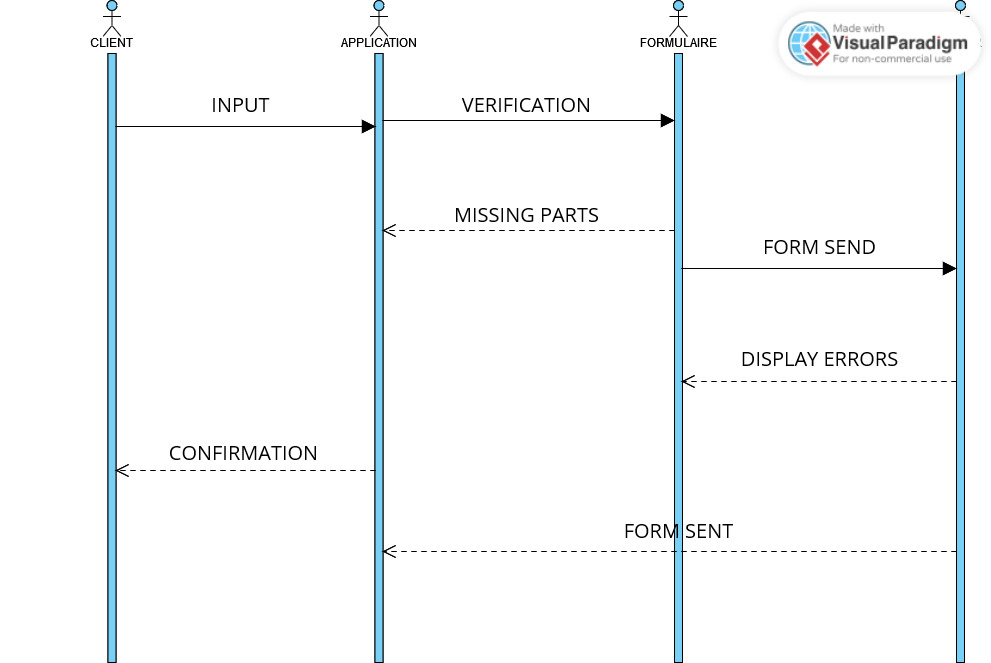 CLIENT
APPLICATION
FORMULAIRE
Made with
Visual Paradigm
For non-commercial use
INPUT
VERIFICATION
MISSING PARTS
FORM SEND
DISPLAY ERRORS
CONFIRMATION
FORM SENT